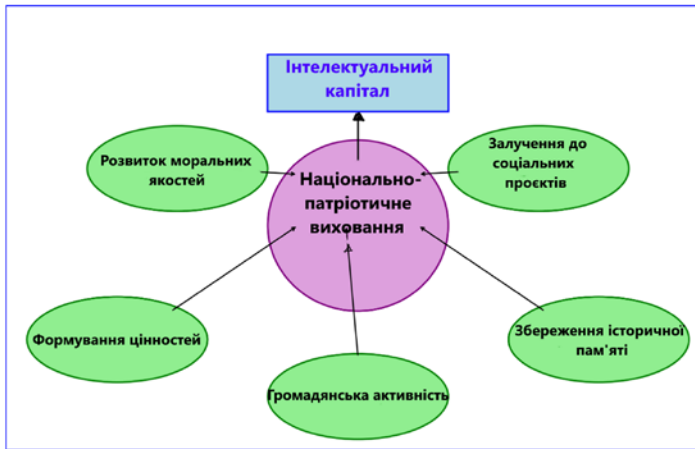 Інтелектуальний
капітал
Розвиток моральних
якостей
Залучення до
соціальних
проєктів
Національно-
патріотичне
виховання
Формування цінностей
Збереження історичної
пам'яті
Громадянська активність